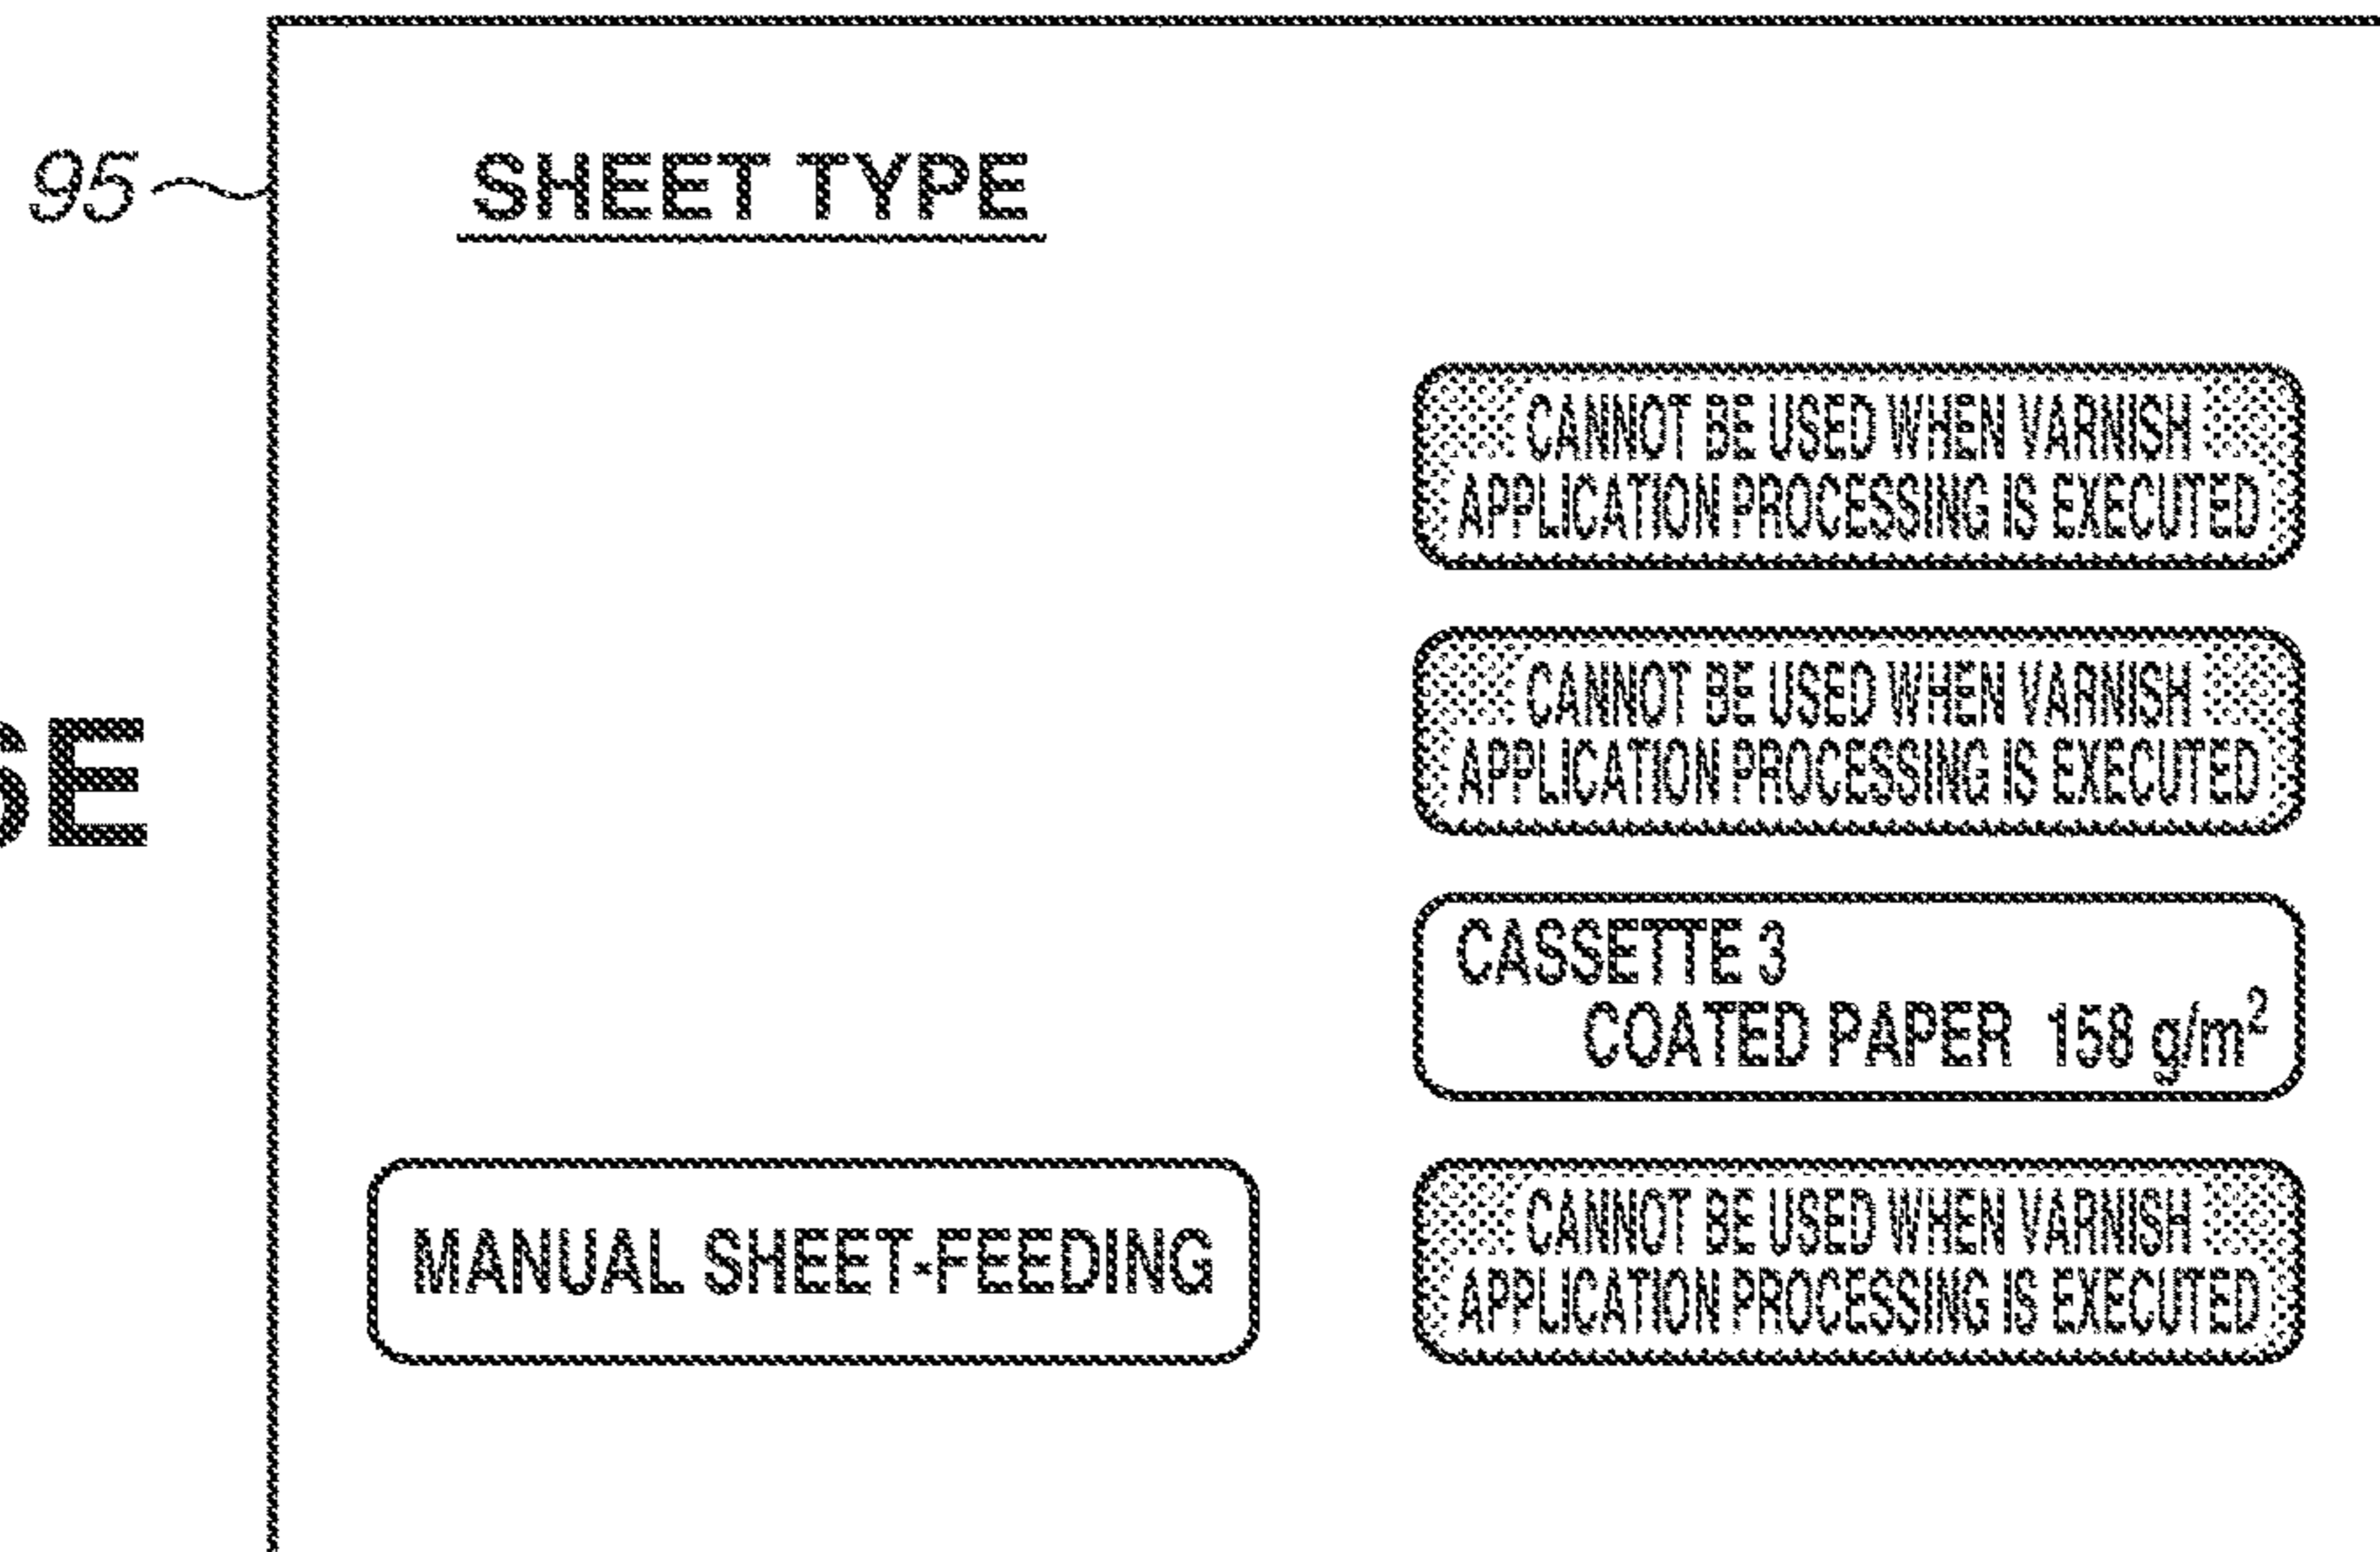 95
SHEET TYPE
CANNOT BE USED WHEN VARNISH
APPLICATION PROCESSING IS EXECUTED
CANNOT BE USED WHEN VARNISH
APPLICATION PROCESSING IS EXECUTED
SE
CASSETTE 3
COATED PAPER 158 g/m²
MANUAL SHEET-FEEDING
CANNOT BE USED WHEN VARNISH
APPLICATION PROCESSING IS EXECUTED